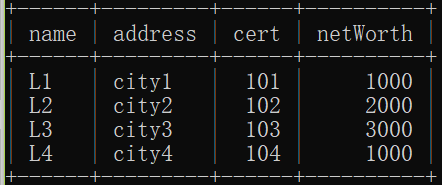 name address cert netWorth
L1 city1 101 1000
L2 city2 102 2000
L3 city3 103 3000
L4 city4 104 1000